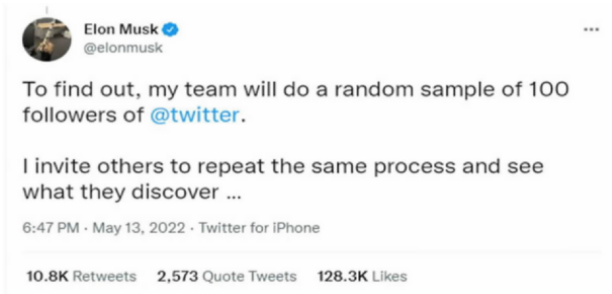 Elon Musk
@elonmusk
To find out, my team will do a random sample of 100
followers of @twitter.
I invite others to repeat the same process and see
what they discover ...
6:47 PM · May 13, 2022 · Twitter for iPhone
10.8K Retweets 2,573 Quote Tweets 128.3K Likes